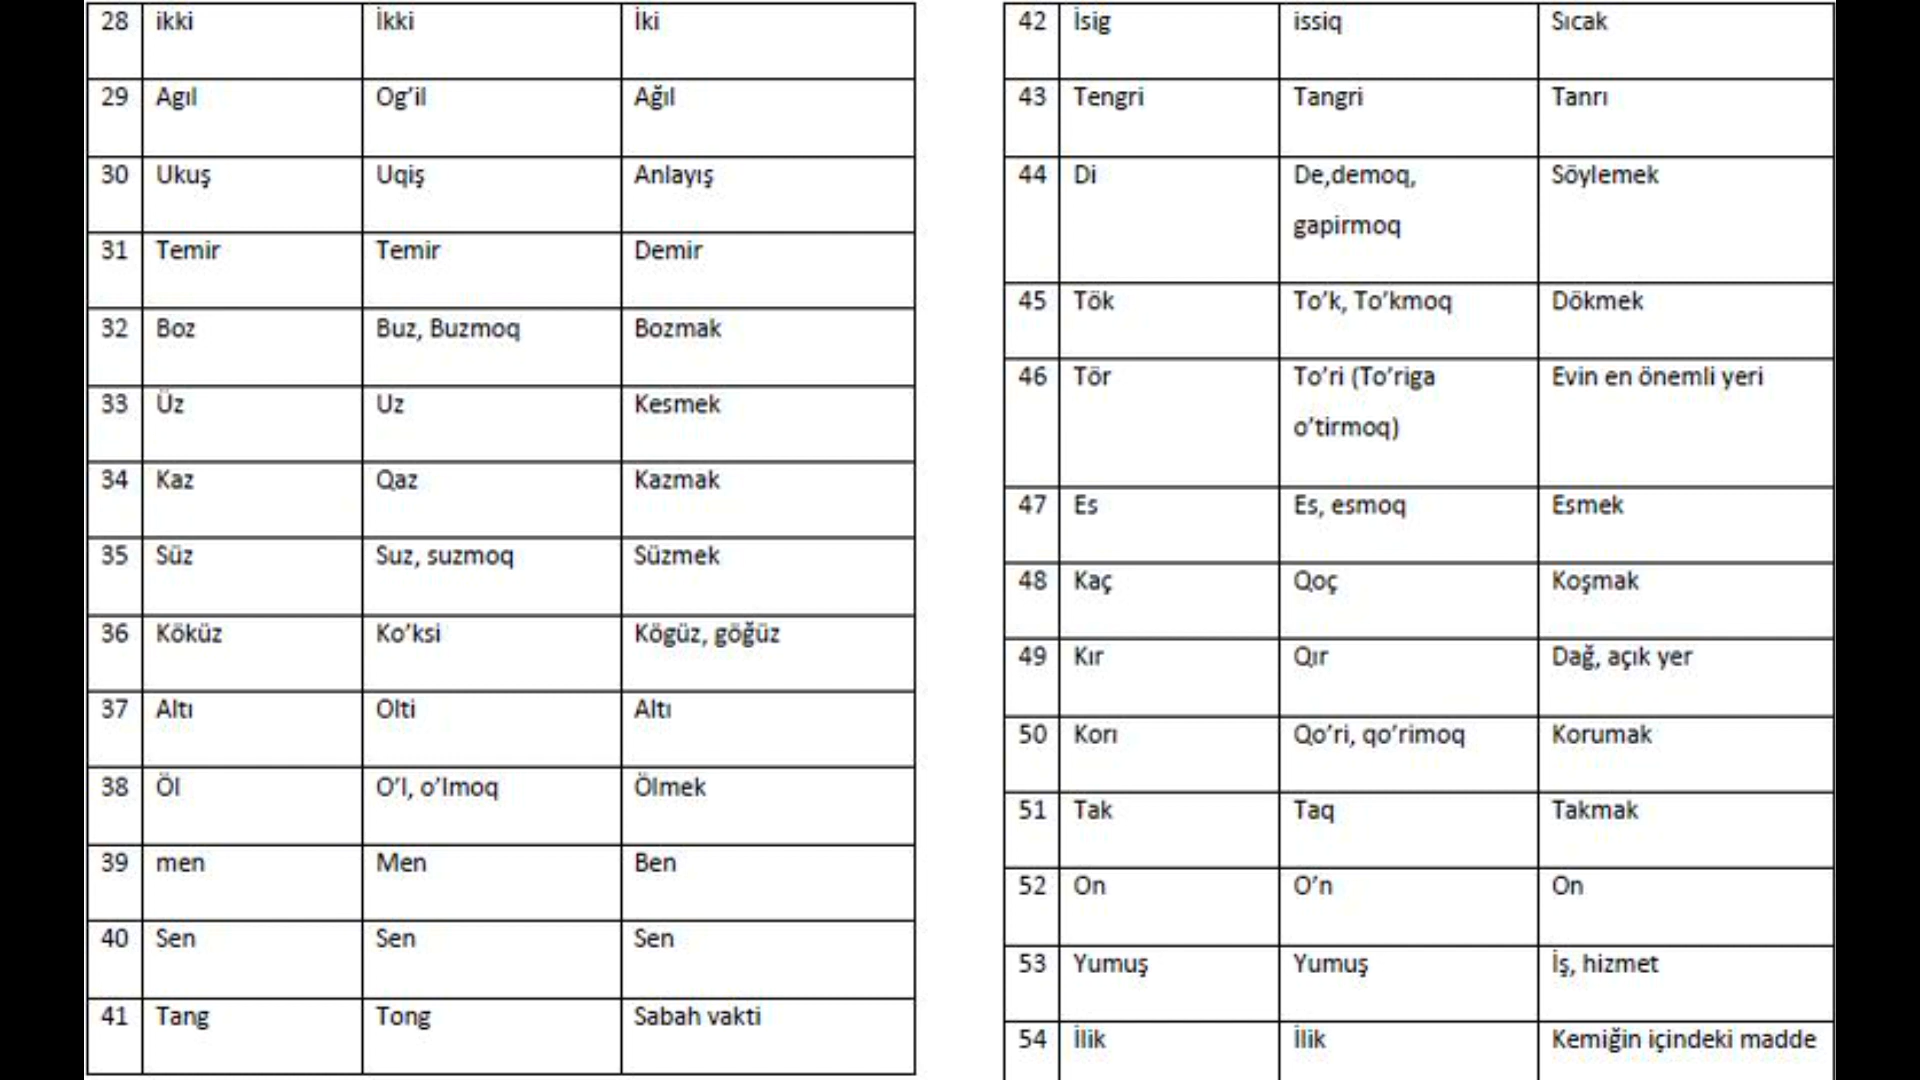 28 ikki İkki İki
29 Agıl Og’il Ağıl
30 Ukuş Uqiş Anlayış
31 Temir Temir Demir
32 Boz Buz, Buzmoq Bozmak
33 Üz Uz Kesmek
34 Kaz Qaz Kazmak
35 Süz Suz, suzmoq Süzmek
36 Köküz Ko’ksi Kögüz, göğüz
37 Altı Olti Altı
38 Öl O’l, o’lmoq Ölmek
39 men Men Ben
40 Sen Sen Sen
41 Tang Tong Sabah vakti
42 İsig issiq Sıcak
43 Tengri Tangri Tanrı
44 Di De,demoq, Söylemek
gapirmoq
45 Tök To’k, To’kmoq Dökmek
46 Tör To’ri (To’riga Evin en önemli yeri
o’tirmoq)
47 Es Es, esmoq Esmek
48 Kaç Qoç Koşmak
49 Kır Qır Dağ, açık yer
50 Korı Qo’ri, qo’rimoq Korumak
51 Tak Taq Takmak
52 On O’n On
53 Yumuş Yumuş İş, hizmet
54 İlik İlik Kemiğin içindeki madde